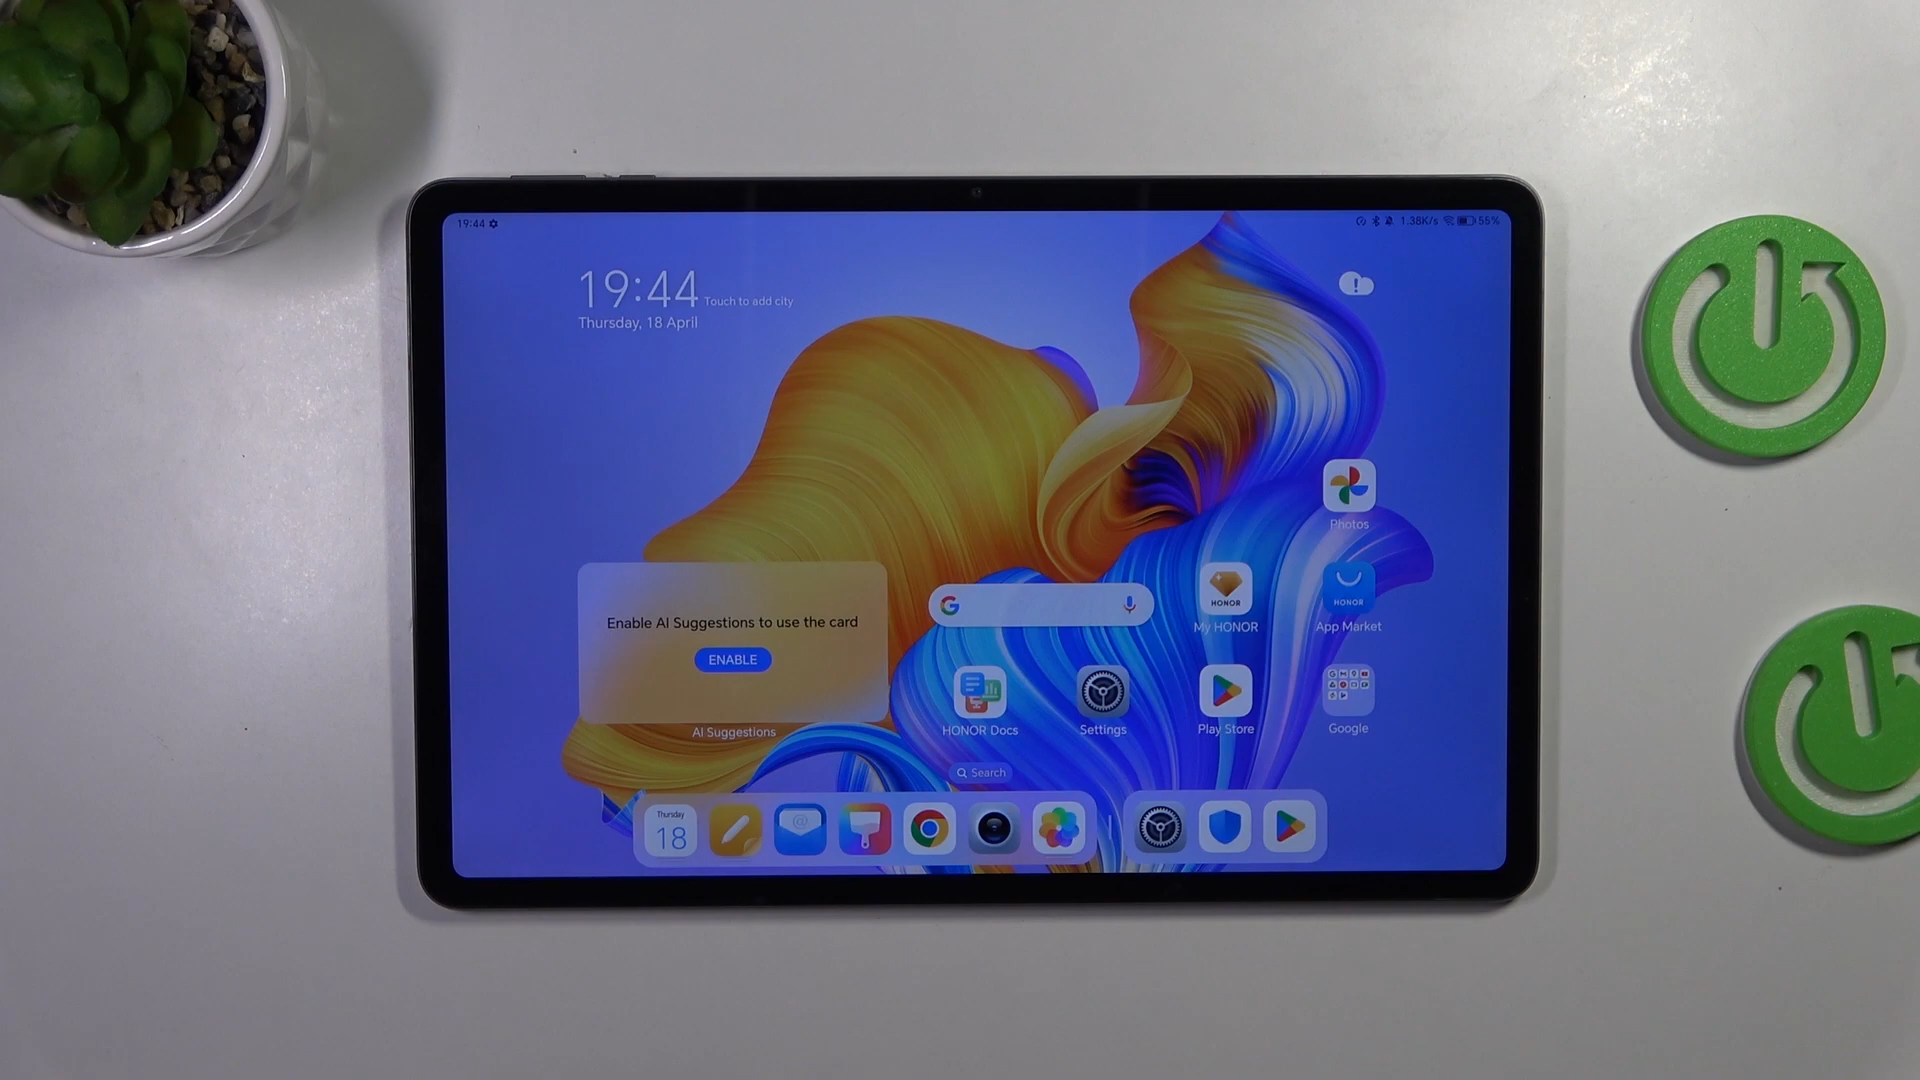 19:44
1.38K/s 55%
19:44 Touch to add city
Thursday, 18 April
Photos
Enable AI Suggestions to use the card
ENABLE
AI Suggestions
HONOR
My HONOR
HONOR
App Market
HONOR Docs
Settings
Play Store
Google
Search
Thursday
18